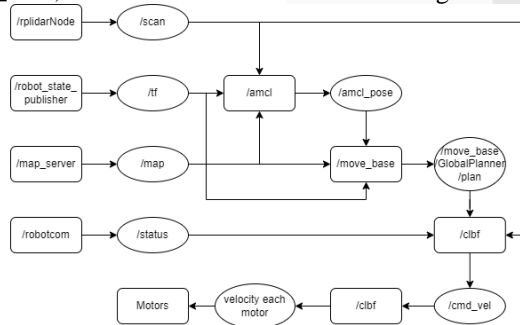 /rplidarNode
/scan
/robot_state_
publisher
/tf
/amcl
/amcl_pose
/map_server
/map
/move_base
/move_base
/GlobalPlanner
/plan
/robotcom
/status
/clbf
Motors
velocity each
motor
/clbf
/cmd_vel